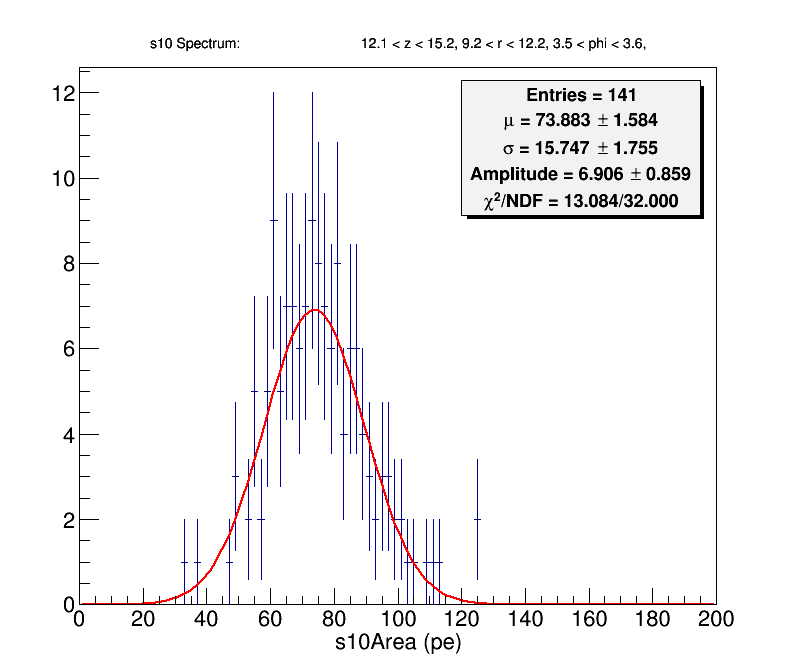 s10 Spectrum: 12.1 < z < 15.2, 9.2 < r < 12.2, 3.5 < phi < 3.6,
Entries = 141
μ = 73.883 ± 1.584
σ = 15.747 ± 1.755
Amplitude = 6.906 ± 0.859
χ²/NDF = 13.084/32.000
12
10
8
6
4
2
0
0 20 40 60 80 100 120 140 160 180 200
s10Area (pe)